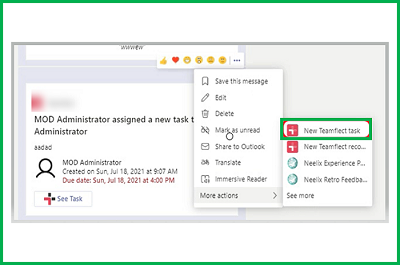 wwwew
MOD Administrator assigned a new task t
Administrator
aadad
MOD Administrator
Created on Sun, Jul 18, 2021 at 9:07 AM
Due date: Sun, Jul 18, 2021 at 4:00 PM
See Task
Save this message
Edit
Delete
Mark as unread
Share to Outlook
Translate
Immersive Reader
More actions
New Teamflect task
New Teamflect reco...
Neelix Experience P...
Neelix Retro Feedba...
See more